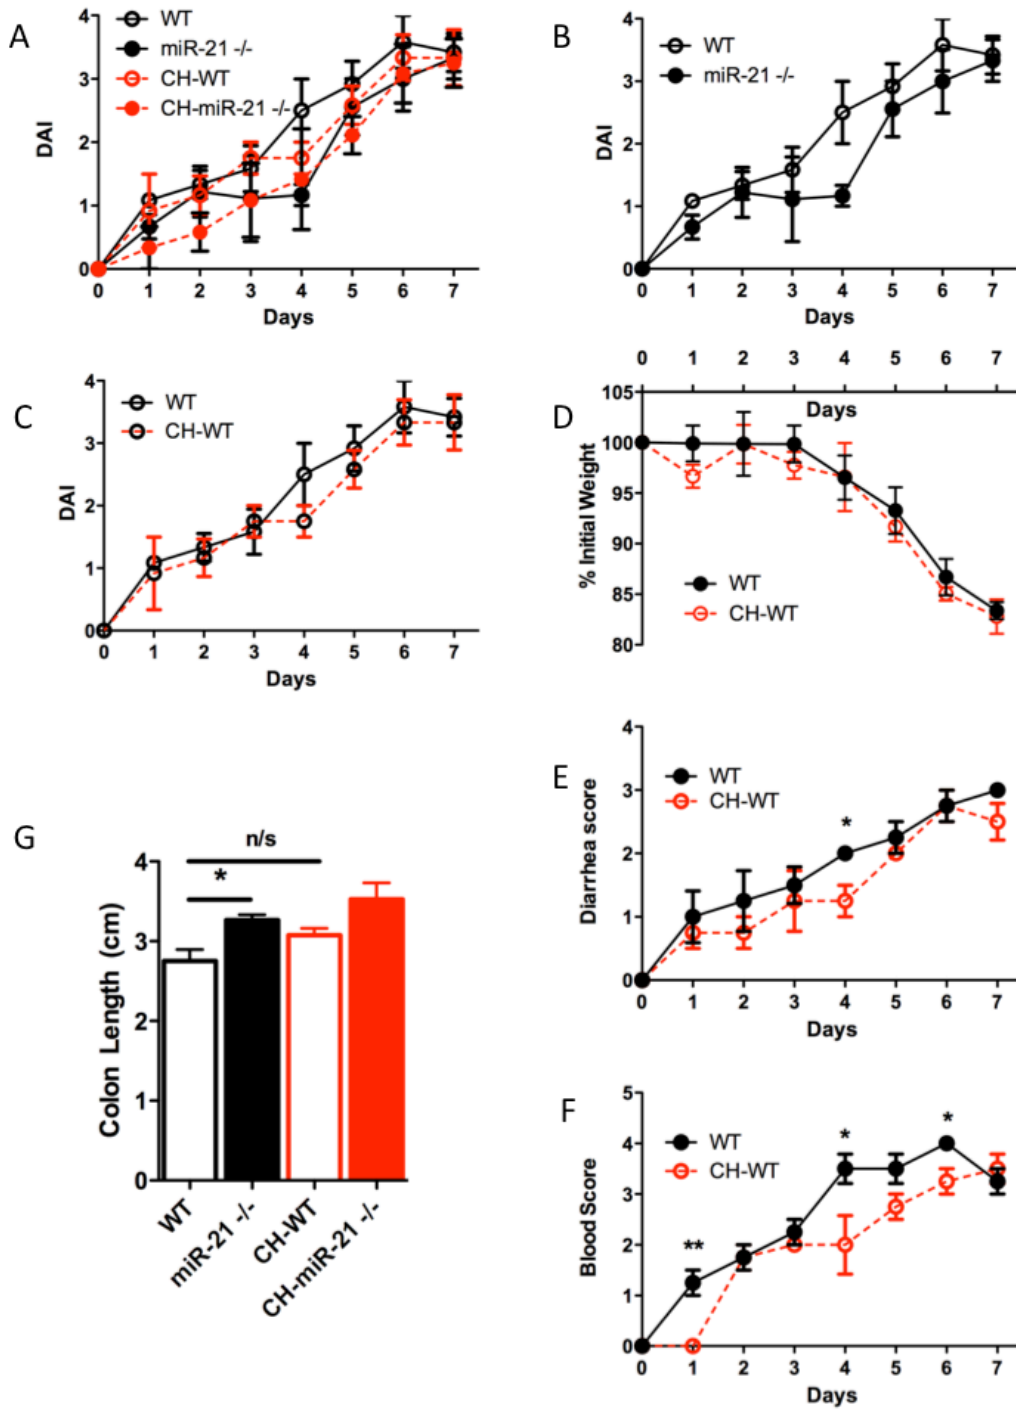 A
4
3
2
1
0
DAI
WT
miR-21 -/-
CH-WT
CH-miR-21 -/-
0 1 2 3 4 5 6 7
Days
B
4
3
2
1
0
DAI
WT
miR-21 -/-
0 1 2 3 4 5 6 7
Days
C
4
3
2
1
0
DAI
WT
CH-WT
0 1 2 3 4 5 6 7
Days
D
0 1 2 3 4 5 6 7
Days
105
100
95
90
85
80
% Initial Weight
WT
CH-WT
E
4
3
2
1
0
Diarrhea score
WT
CH-WT
*
0 1 2 3 4 5 6 7
Days
G
n/s
*
4
3
2
1
0
Colon Length (cm)
WT
miR-21 -/-
CH-WT
CH-miR-21 -/-
F
5
4
3
2
1
0
Blood Score
WT
CH-WT
**
*
*
0 1 2 3 4 5 6 7
Days